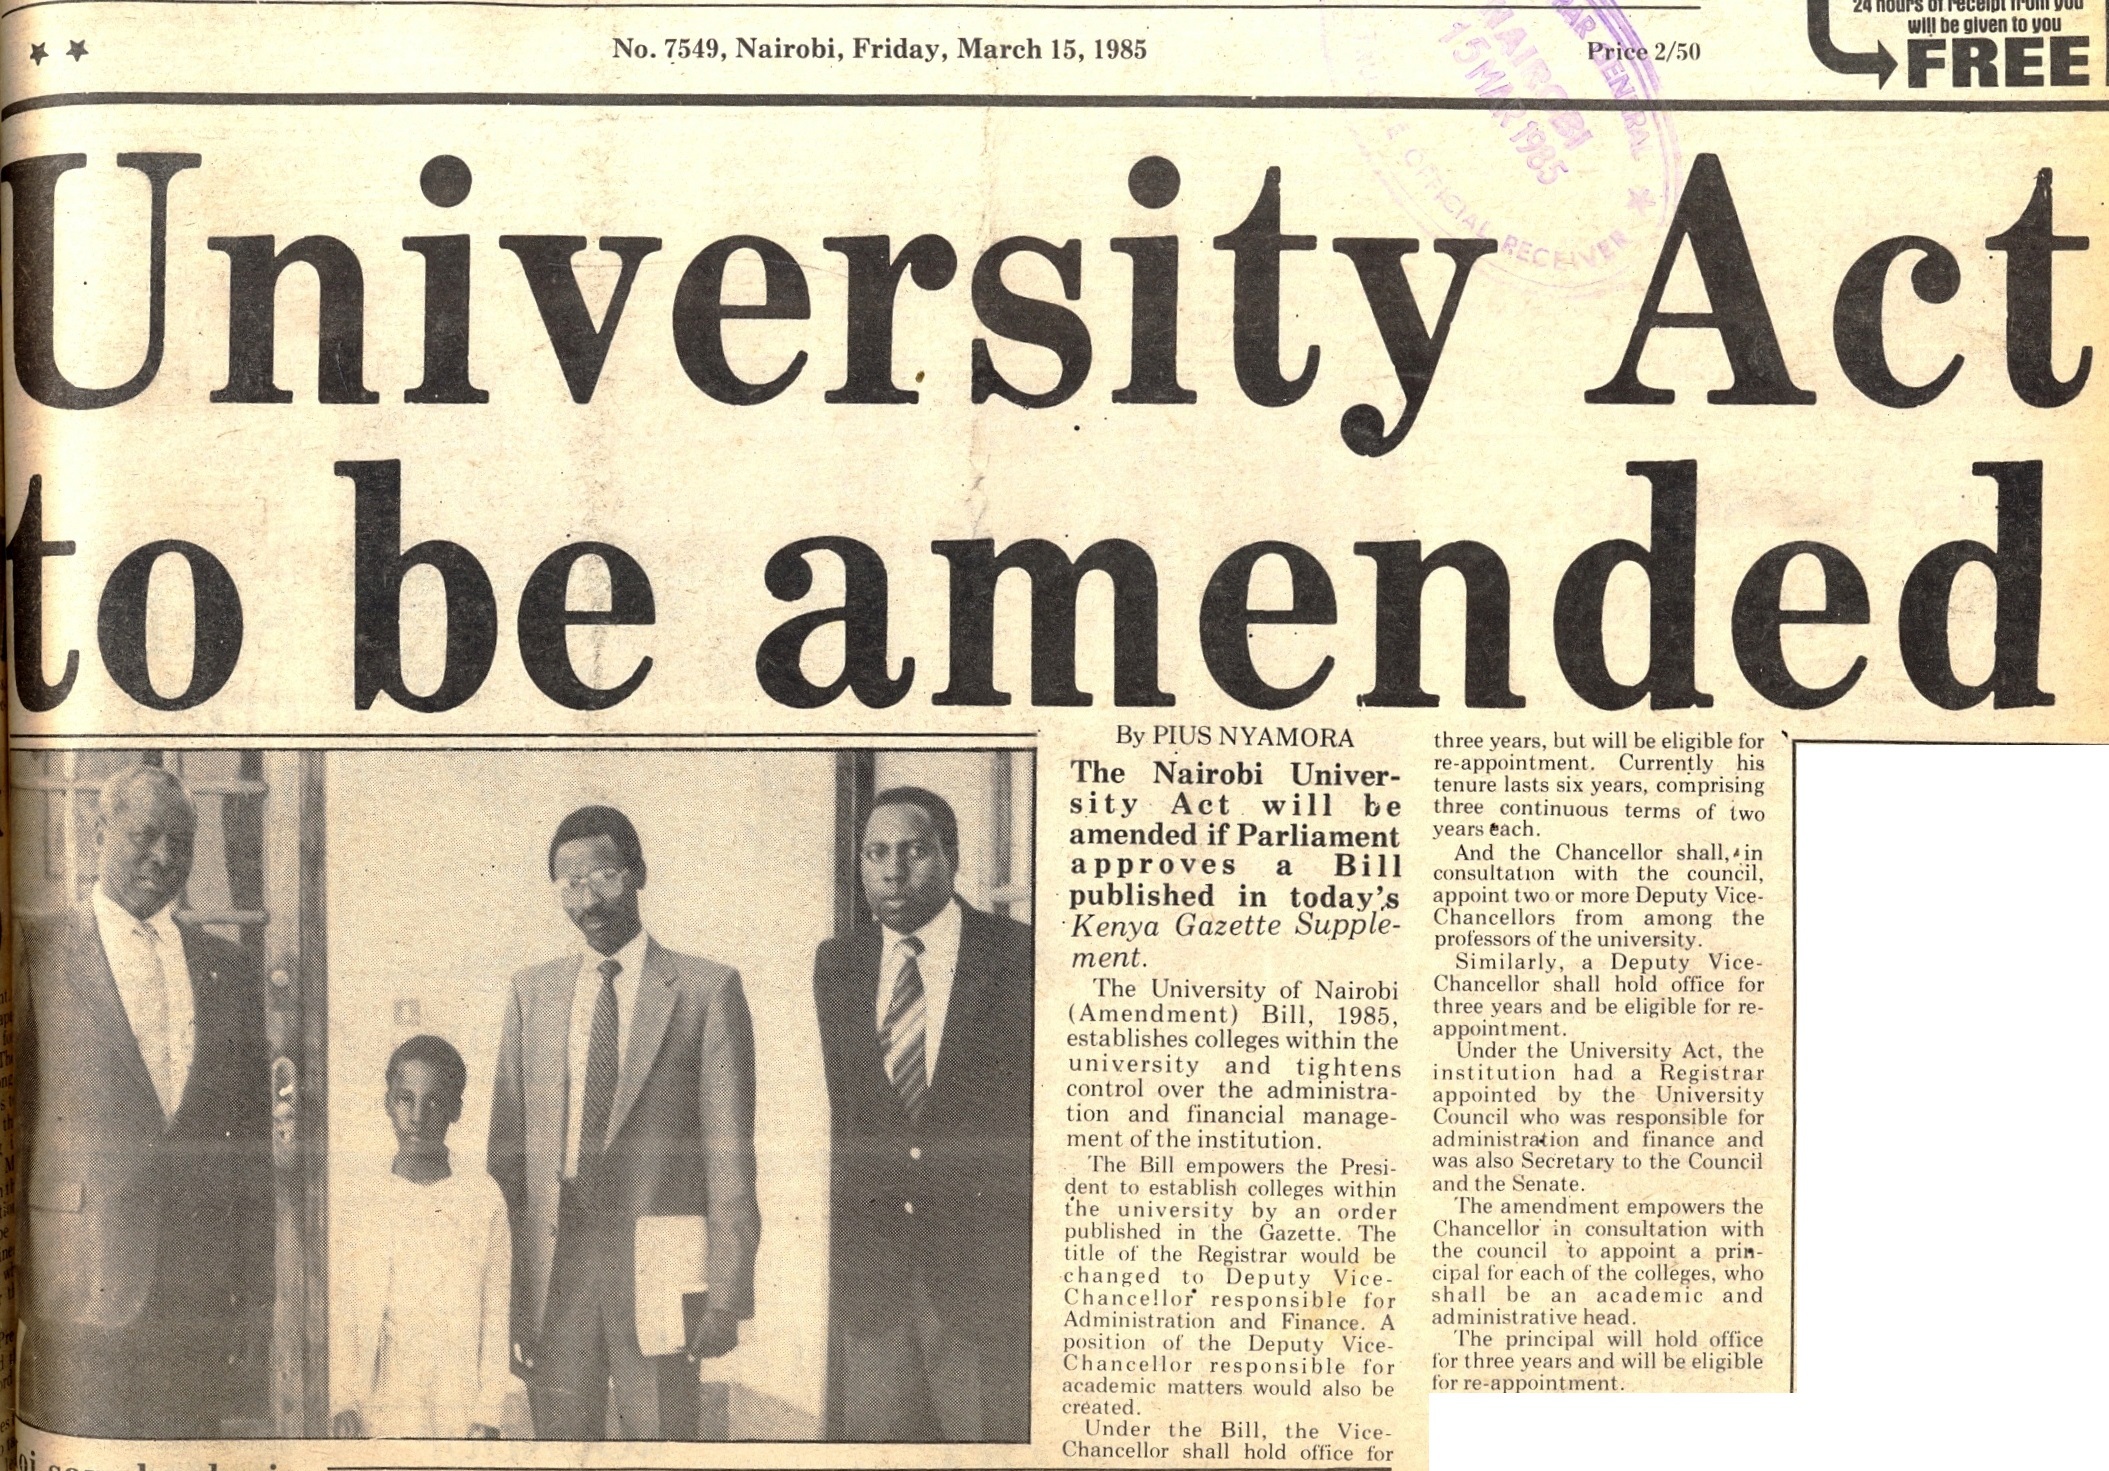 24 hours of receipt from you
will be given to you
FREE
No. 7549, Nairobi, Friday, March 15, 1985
Price 2/50
NAIROBI
15 MAR 1985
OFFICIAL RECEIVER
University Act
to be amended
By PIUS NYAMORA
The Nairobi Univer-
sity Act will be
amended if Parliament
approves a Bill
published in today's
Kenya Gazette Supple-
ment.
The University of Nairobi
(Amendment) Bill, 1985,
establishes colleges within the
university and tightens
control over the administra-
tion and financial manage-
ment of the institution.
The Bill empowers the Presi-
dent to establish colleges within
the university by an order
published in the Gazette. The
title of the Registrar would be
changed to Deputy Vice-
Chancellor responsible for
Administration and Finance. A
position of the Deputy Vice-
Chancellor responsible for
academic matters would also be
created.
Under the Bill, the Vice-
Chancellor shall hold office for
three years, but will be eligible for
re-appointment. Currently his
tenure lasts six years, comprising
three continuous terms of two
years each.
And the Chancellor shall, in
consultation with the council,
appoint two or more Deputy Vice-
Chancellors from among the
professors of the university.
Similarly, a Deputy Vice-
Chancellor shall hold office for
three years and be eligible for re-
appointment.
Under the University Act, the
institution had a Registrar
appointed by the University
Council who was responsible for
administration and finance and
was also Secretary to the Council
and the Senate.
The amendment empowers the
Chancellor in consultation with
the council to appoint a prin-
cipal for each of the colleges, who
shall be an academic and
administrative head.
The principal will hold office
for three years and will be eligible
for re-appointment.